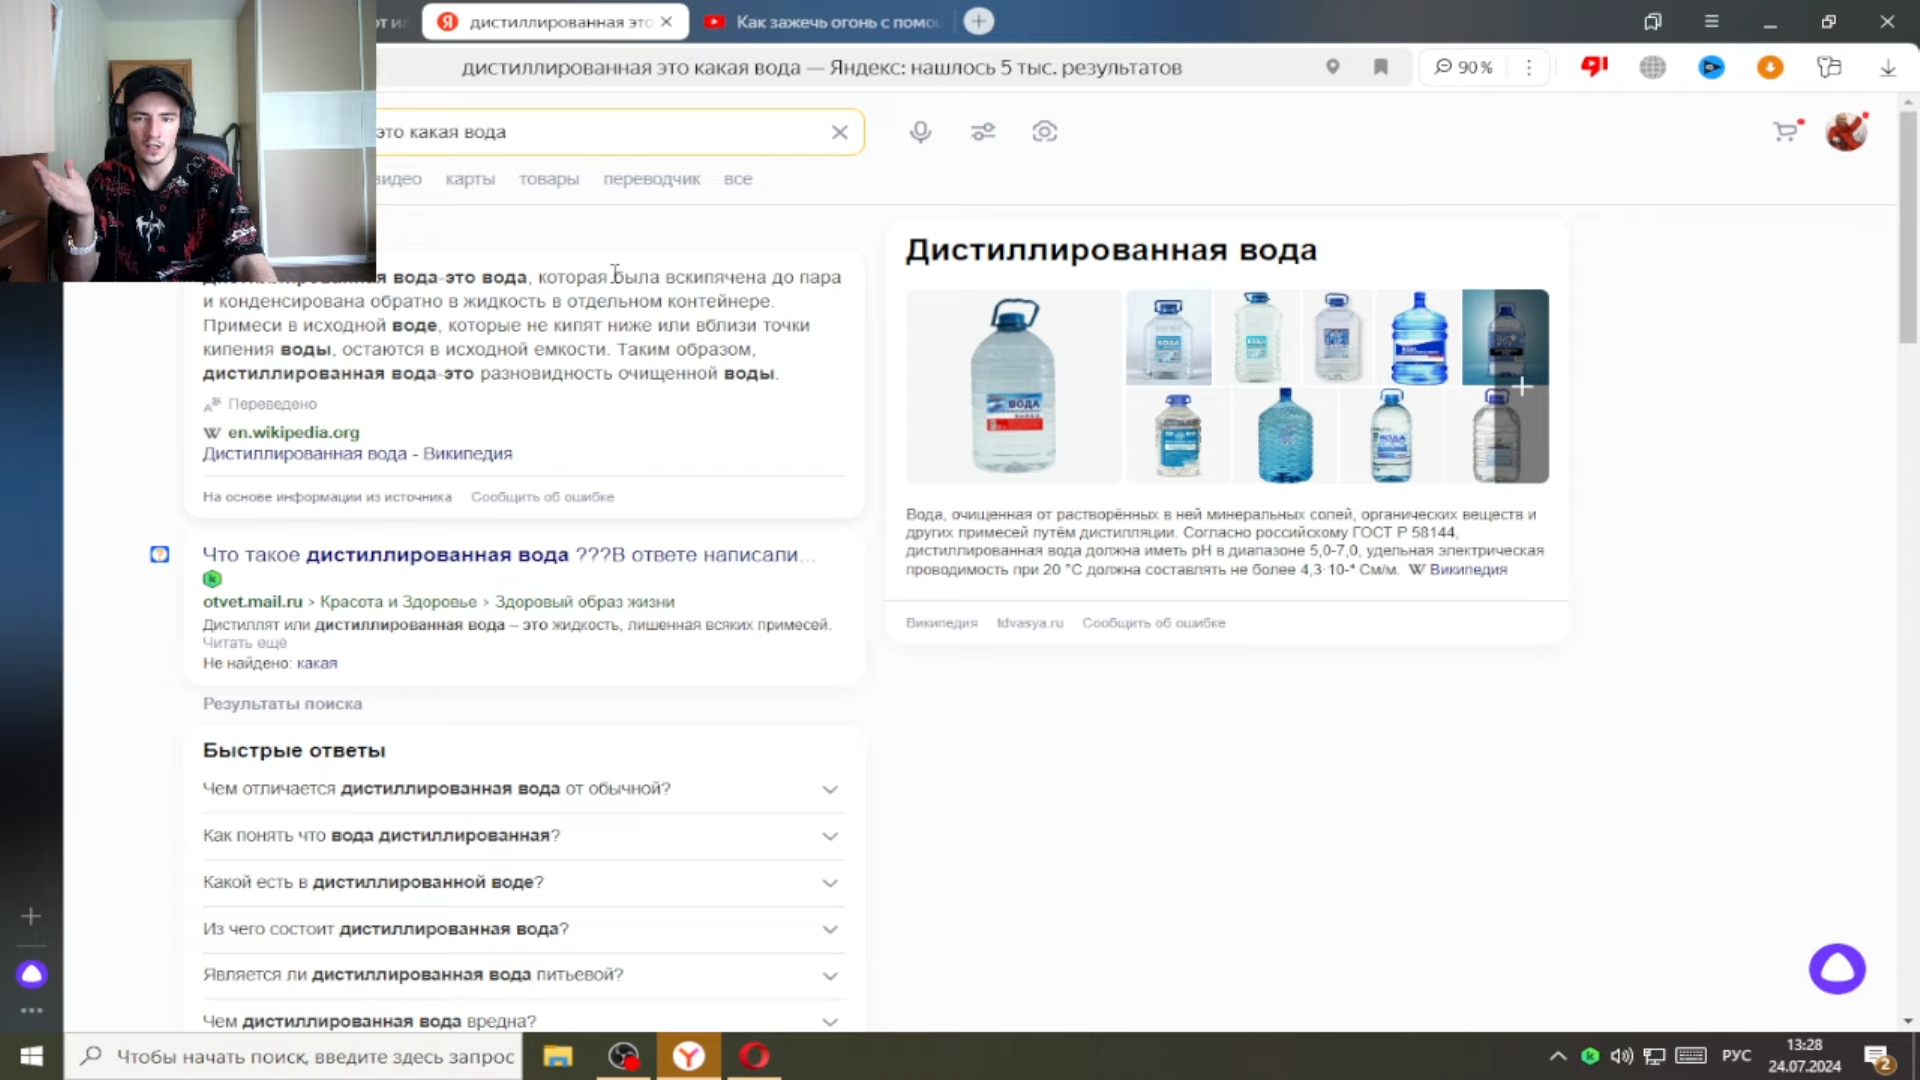 дистиллированная это
Как зажечь огонь с помо
дистиллированная это какая вода — Яндекс: нашлось 5 тыс. результатов
90 %
это какая вода
видео карты товары переводчик все
вода-это вода, которая была вскипячена до пара
и конденсирована обратно в жидкость в отдельном контейнере.
Примеси в исходной воде, которые не кипят ниже или вблизи точки
кипения воды, остаются в исходной емкости. Таким образом,
дистиллированная вода-это разновидность очищенной воды.
Переведено
en.wikipedia.org
Дистиллированная вода - Википедия
На основе информации из источника Сообщить об ошибке
Что такое дистиллированная вода ???В ответе написали...
otvet.mail.ru > Красота и Здоровье > Здоровый образ жизни
Дистиллят или дистиллированная вода – это жидкость, лишенная всяких примесей.
Читать ещё
Не найдено: какая
Результаты поиска
Быстрые ответы
Чем отличается дистиллированная вода от обычной?
Как понять что вода дистиллированная?
Какой есть в дистиллированной воде?
Из чего состоит дистиллированная вода?
Является ли дистиллированная вода питьевой?
Чем дистиллированная вода вредна?
Дистиллированная вода
ВОДА
Вода, очищенная от растворённых в ней минеральных солей, органических веществ и
других примесей путём дистилляции. Согласно российскому ГОСТ Р 58144,
дистиллированная вода должна иметь pH в диапазоне 5,0-7,0, удельная электрическая
проводимость при 20 °C должна составлять не более 4,3·10-⁴ См/м. W Википедия
Википедия tdvasya.ru Сообщить об ошибке
Чтобы начать поиск, введите здесь запрос
РУС
13:28
24.07.2024
2